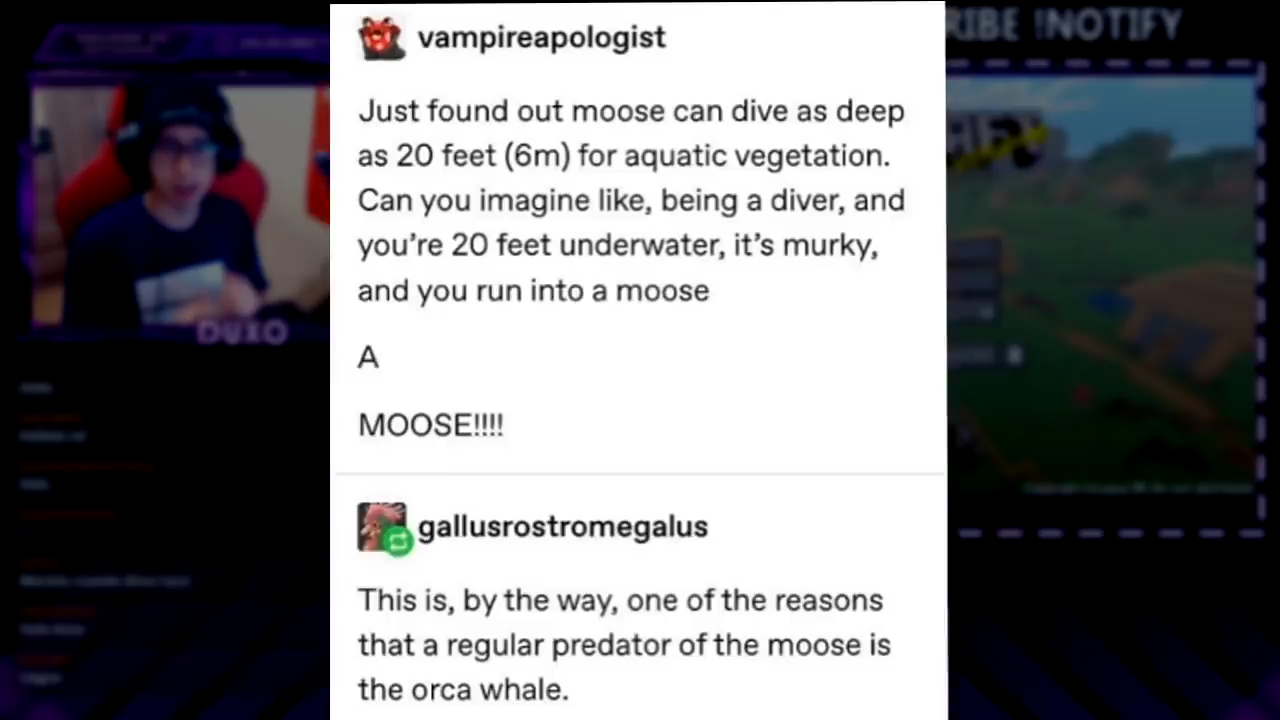 RIBE !NOTIFY
vampireapologist
Just found out moose can dive as deep
as 20 feet (6m) for aquatic vegetation.
Can you imagine like, being a diver, and
you're 20 feet underwater, it's murky,
and you run into a moose
A
MOOSE!!!!
DUXO
gallusrostromegalus
This is, by the way, one of the reasons
that a regular predator of the moose is
the orca whale.